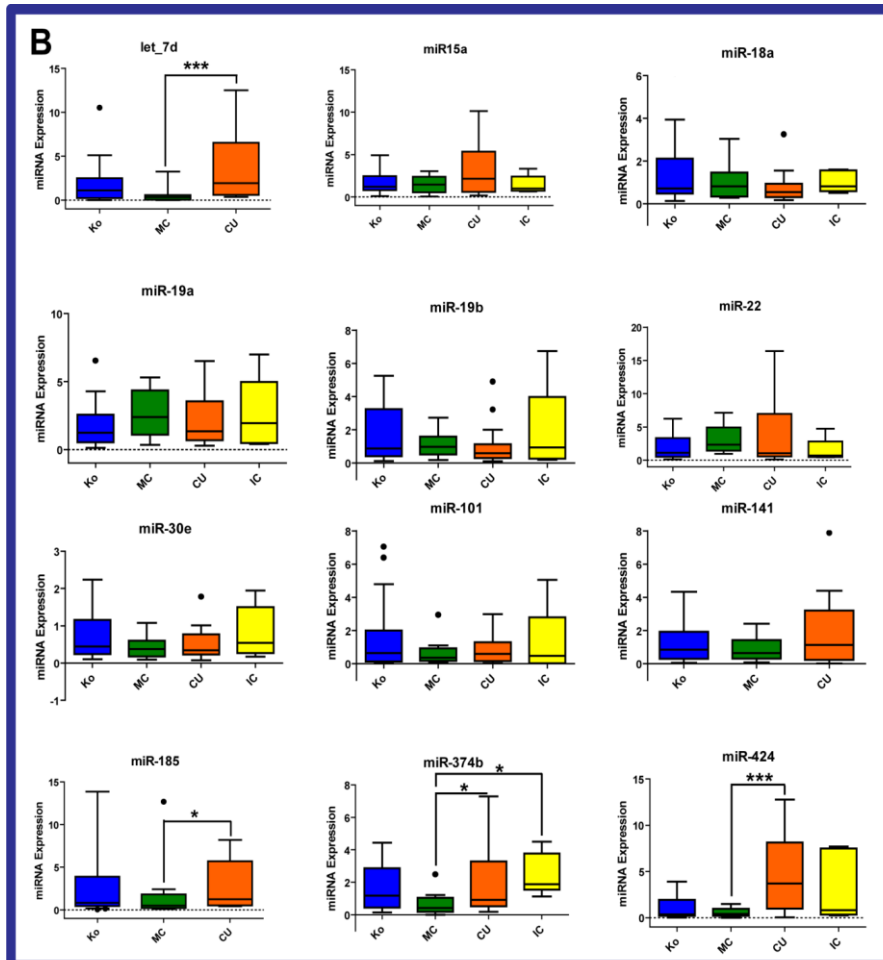 B
let_7d
miR15a
miR-18a
miRNA Expression
15
10
5
0
Ko
MC
CU
***
miRNA Expression
15
10
5
0
Ko
MC
CU
IC
miRNA Expression
6
4
2
0
Ko
MC
CU
IC
miR-19a
miR-19b
miR-22
miRNA Expression
10
5
0
Ko
MC
CU
IC
miRNA Expression
8
6
4
2
0
Ko
MC
CU
IC
miRNA Expression
20
15
10
5
0
Ko
MC
CU
IC
miR-30e
miR-101
miR-141
miRNA Expression
3
2
1
0
-1
Ko
MC
CU
IC
miRNA Expression
8
6
4
2
0
Ko
MC
CU
IC
miRNA Expression
8
6
4
2
0
Ko
MC
CU
miR-185
miR-374b
miR-424
miRNA Expression
15
10
5
0
Ko
MC
CU
*
miRNA Expression
8
6
4
2
0
Ko
MC
CU
IC
*
*
miRNA Expression
15
10
5
0
Ko
MC
CU
IC
***